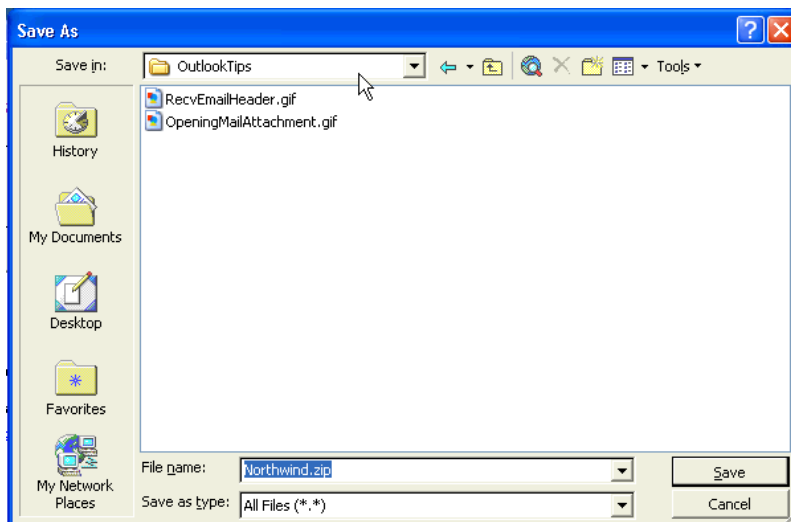 Save As
Save in:
OutlookTips
Tools
RecvEmailHeader.gif
OpeningMailAttachment.gif
History
My Documents
Desktop
Favorites
My Network
Places
File name:
Northwind.zip
Save
Save as type:
All Files (*.*)
Cancel